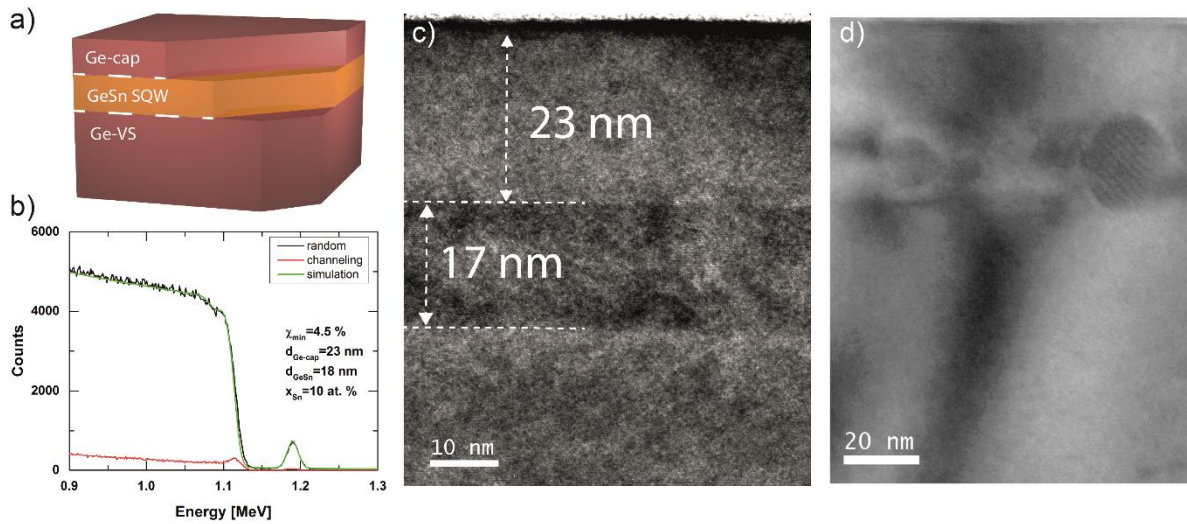 a)
Ge-cap
GeSn SQW
Ge-VS
b)
6000
4000
2000
0
Counts
0.9 1.0 1.1 1.2 1.3
Energy [MeV]
random
channeling
simulation
χmin=4.5 %
dGe-cap=23 nm
dGeSn=18 nm
xSn=10 at. %
c)
23 nm
17 nm
10 nm
d)
20 nm